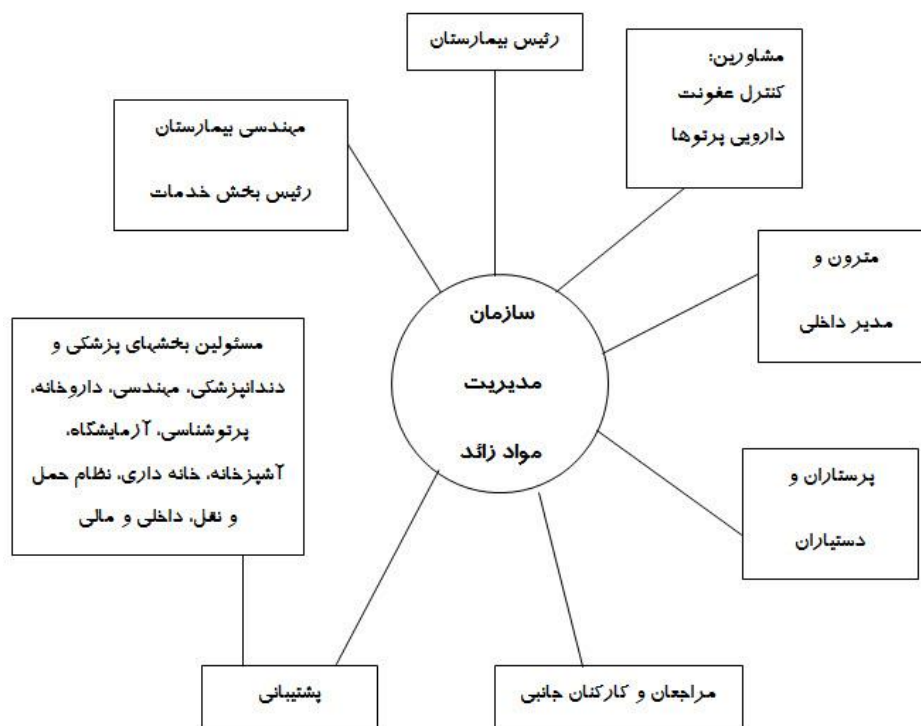 رئیس بیمارستان
مشاورین:
کنترل عفونت
دارویی پرتوها
مهندسی بیمارستان
رئیس بخش خدمات
مترون و
مدیر داخلی
سازمان
مدیریت
مواد زائد
مسئولین بخشهای پزشکی و
دندانپزشکی، مهندسی، داروخانه،
پرتوشناسی، آزمایشگاه،
آشپزخانه، خانه داری، نظام حمل
و نقل، داخلی و مالی
پرستاران و
دستیاران
مراجعان و کارکنان جانبی
پشتیبانی